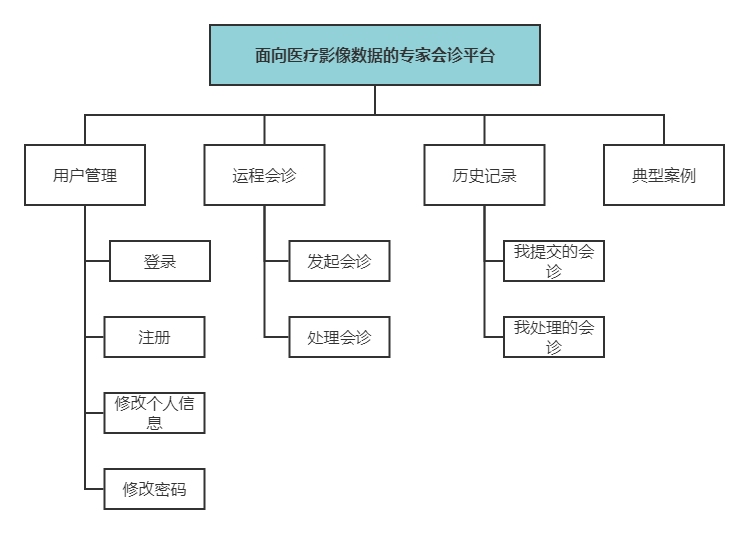 面向医疗影像数据的专家会诊平台
用户管理
运程会诊
历史记录
典型案例
登录
发起会诊
我提交的会
诊
注册
处理会诊
我处理的会
诊
修改个人信
息
修改密码